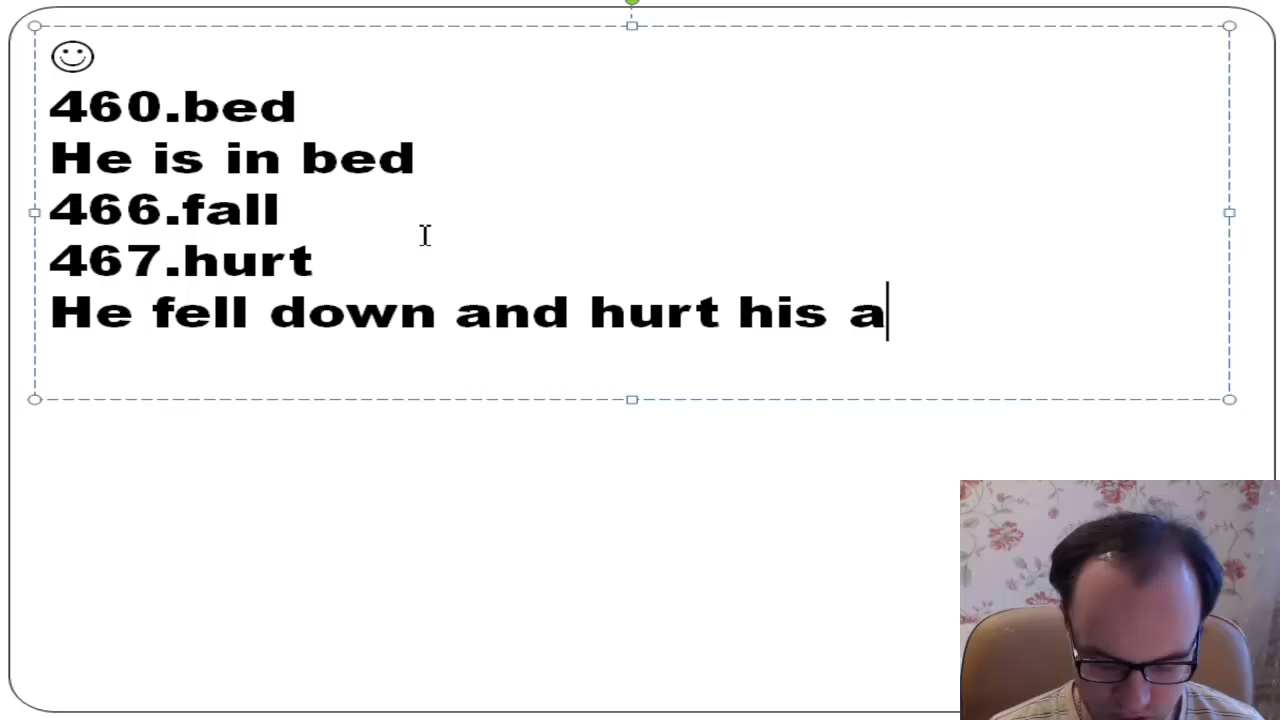 460.bed
He is in bed
466.fall
467.hurt
He fell down and hurt his a